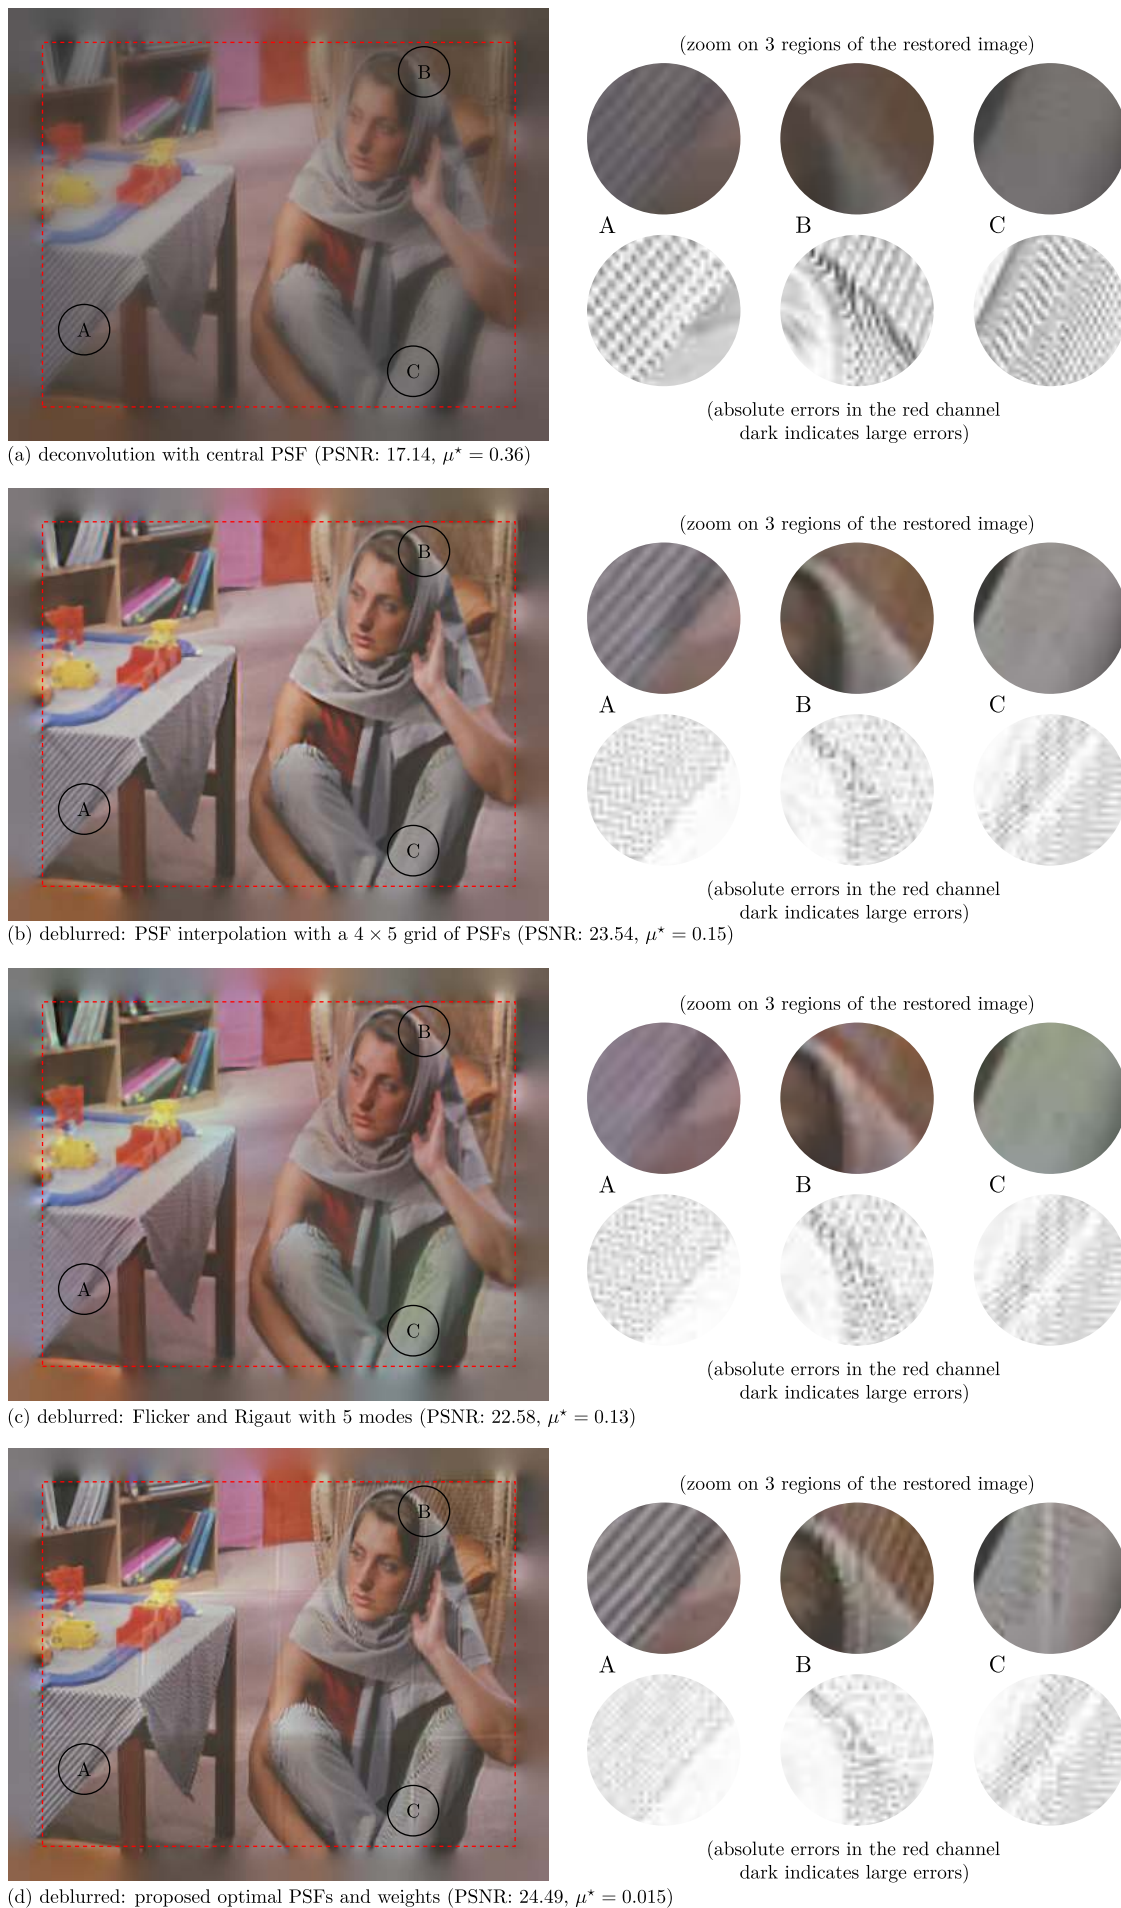 (zoom on 3 regions of the restored image)
B
A
C
A
B
C
(absolute errors in the red channel
dark indicates large errors)
(a) deconvolution with central PSF (PSNR: 17.14, μ⋆ = 0.36)
(zoom on 3 regions of the restored image)
B
A
C
A
B
C
(absolute errors in the red channel
dark indicates large errors)
(b) deblurred: PSF interpolation with a 4 × 5 grid of PSFs (PSNR: 23.54, μ⋆ = 0.15)
(zoom on 3 regions of the restored image)
B
A
C
A
B
C
(absolute errors in the red channel
dark indicates large errors)
(c) deblurred: Flicker and Rigaut with 5 modes (PSNR: 22.58, μ⋆ = 0.13)
(zoom on 3 regions of the restored image)
B
A
C
A
B
C
(absolute errors in the red channel
dark indicates large errors)
(d) deblurred: proposed optimal PSFs and weights (PSNR: 24.49, μ⋆ = 0.015)